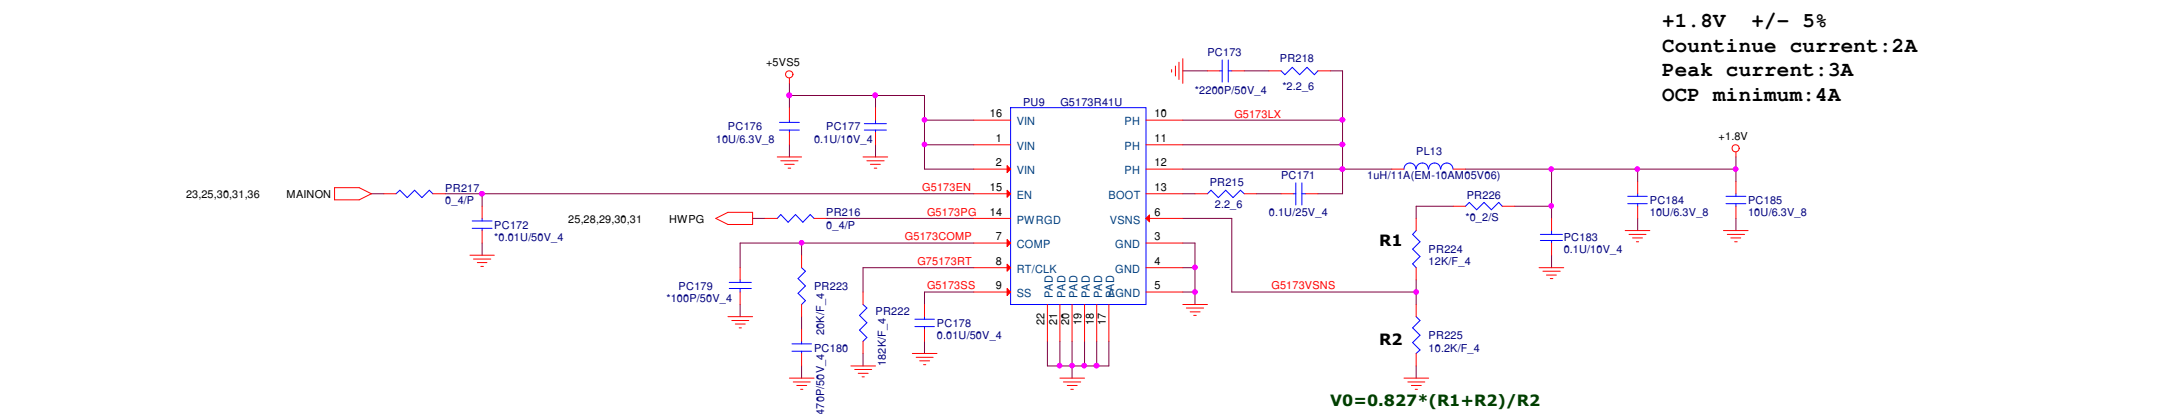 +1.8V +/- 5%
Countinue current:2A
Peak current:3A
OCP minimum:4A
+5VS5
PC176
10U/6.3V_8
PC177
0.1U/10V_4
PC173
*2200P/50V_4
PR218
*2.2_6
PU9 G5173R41U
16 VIN
1 VIN
2 VIN
15 EN
14 PWRGD
7 COMP
8 RT/CLK
9 SS
PH 10
PH 11
PH 12
BOOT 13
VSNS 6
GND 3
GND 4
AGND 5
PAD PAD PAD PAD PAD PAD
22 21 20 19 18 17
G5173LX
23,25,30,31,36 MAINON
PR217
0_4/P
G5173EN
PC172
*0.01U/50V_4
25,28,29,30,31 HWPG
PR216
0_4/P
G5173PG
G5173COMP
G75173RT
G5173SS
PC179
*100P/50V_4
PR223
20K/F_4
PC180
470P/50V_4
PR222
182K/F_4
PC178
0.01U/50V_4
PR215
2.2_6
PC171
0.1U/25V_4
PL13
1uH/11A(EM-10AM05V06)
+1.8V
PR226
*0_2/S
PC184
10U/6.3V_8
PC185
10U/6.3V_8
PC183
0.1U/10V_4
R1
PR224
12K/F_4
G5173VSNS
R2
PR225
10.2K/F_4
V0=0.827*(R1+R2)/R2